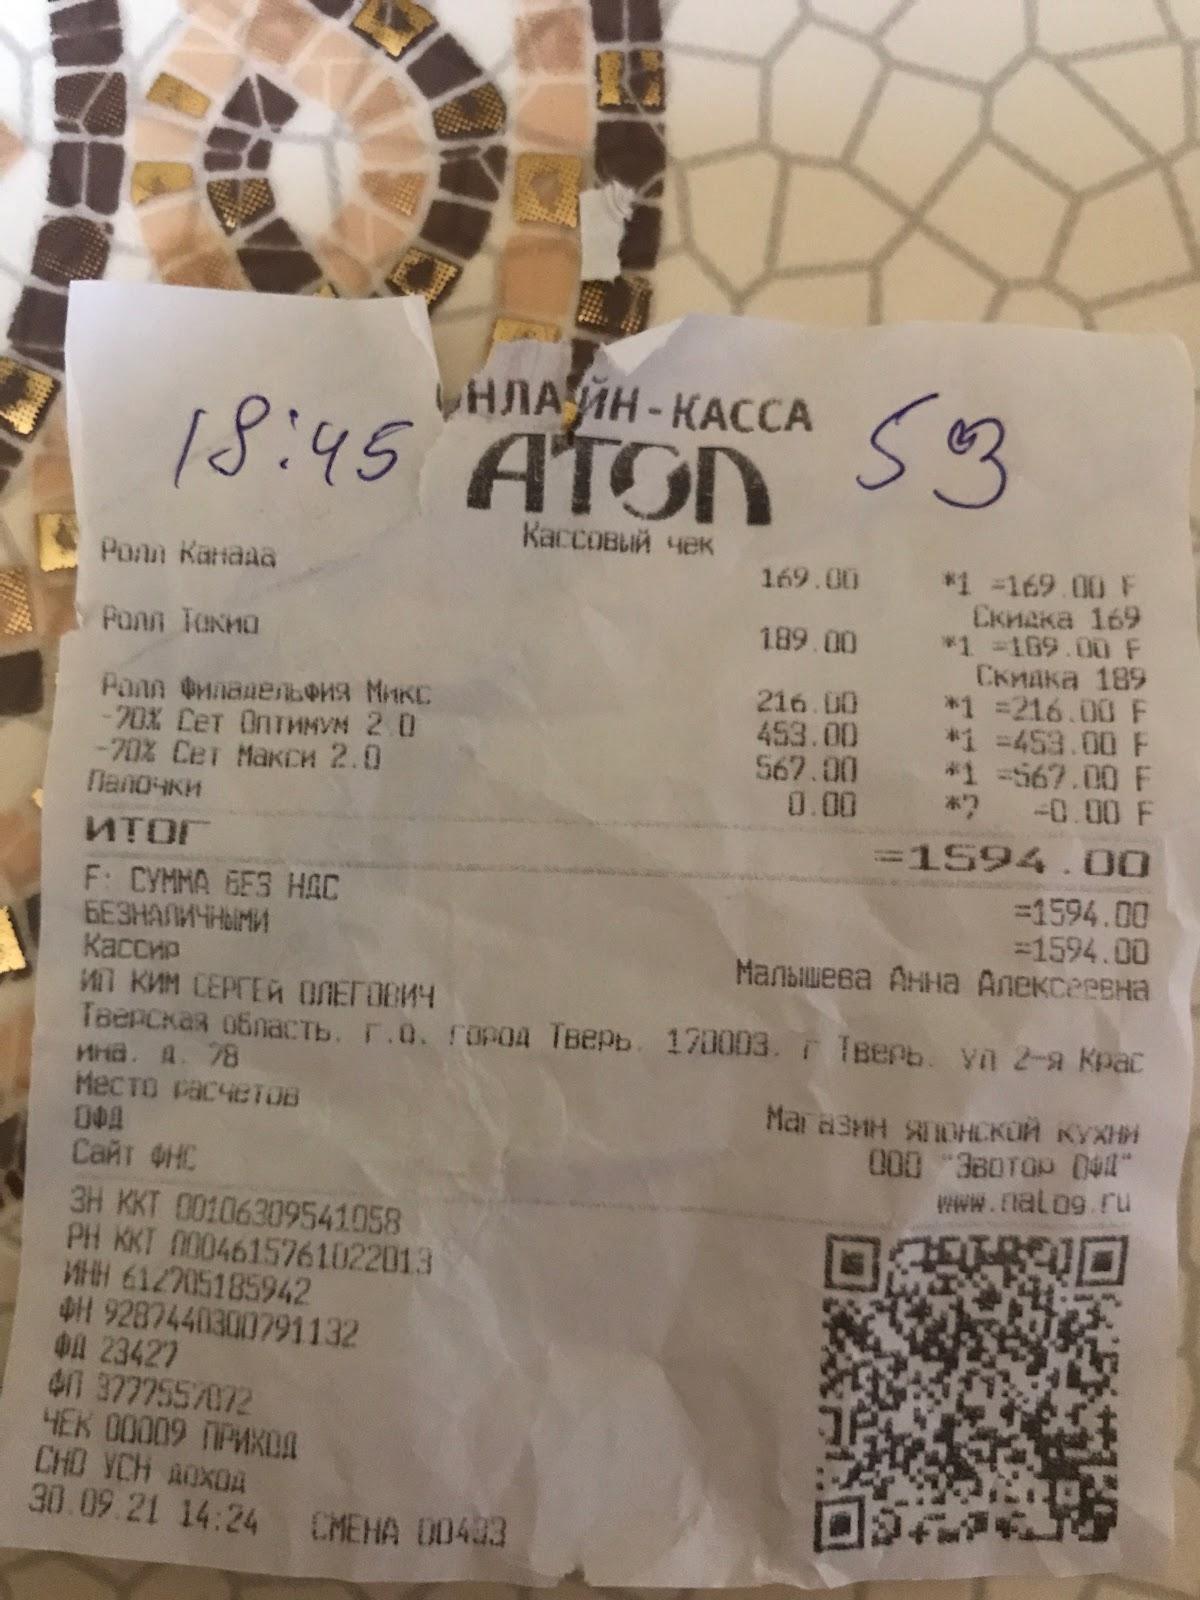 18:45
ОНЛАЙН-КАССА
53
АТОЛ
Кассовый чек
Ролл Канада
169.00 *1 =169.00 F
Скидка 169
Ролл Токио
189.00 *1 =189.00 F
Скидка 189
Ролл Филадельфия Микс 216.00 *1 =216.00 F
-70% Сет Оптимум 2.0 453.00 *1 =453.00 F
-70% Сет Макси 2.0 567.00 *1 =567.00 F
Палочки 0.00 *7 =0.00 F
ИТОГ =1594.00
F: СУММА БЕЗ НДС =1594.00
БЕЗНАЛИЧНЫМИ =1594.00
Кассир Малышева Анна Алексеевна
ИП КИМ СЕРГЕЙ ОЛЕГОВИЧ
Тверская область, г.о. город Тверь, 170003, г Тверь, ул 2-я Крас
ина, д. 78
Место расчетов Магазин японской кухни
ОФД ООО "Эвотор ОФД"
Сайт ФНС www.nalog.ru
ЗН ККТ 00106309541058
РН ККТ 0004615761022013
ИНН 612705185942
ФН 9287440300791132
ФД 23427
ФП 3777557072
ЧЕК 00009 ПРИХОД
СНО УСН доход
30.09.21 14:24 СМЕНА 00493